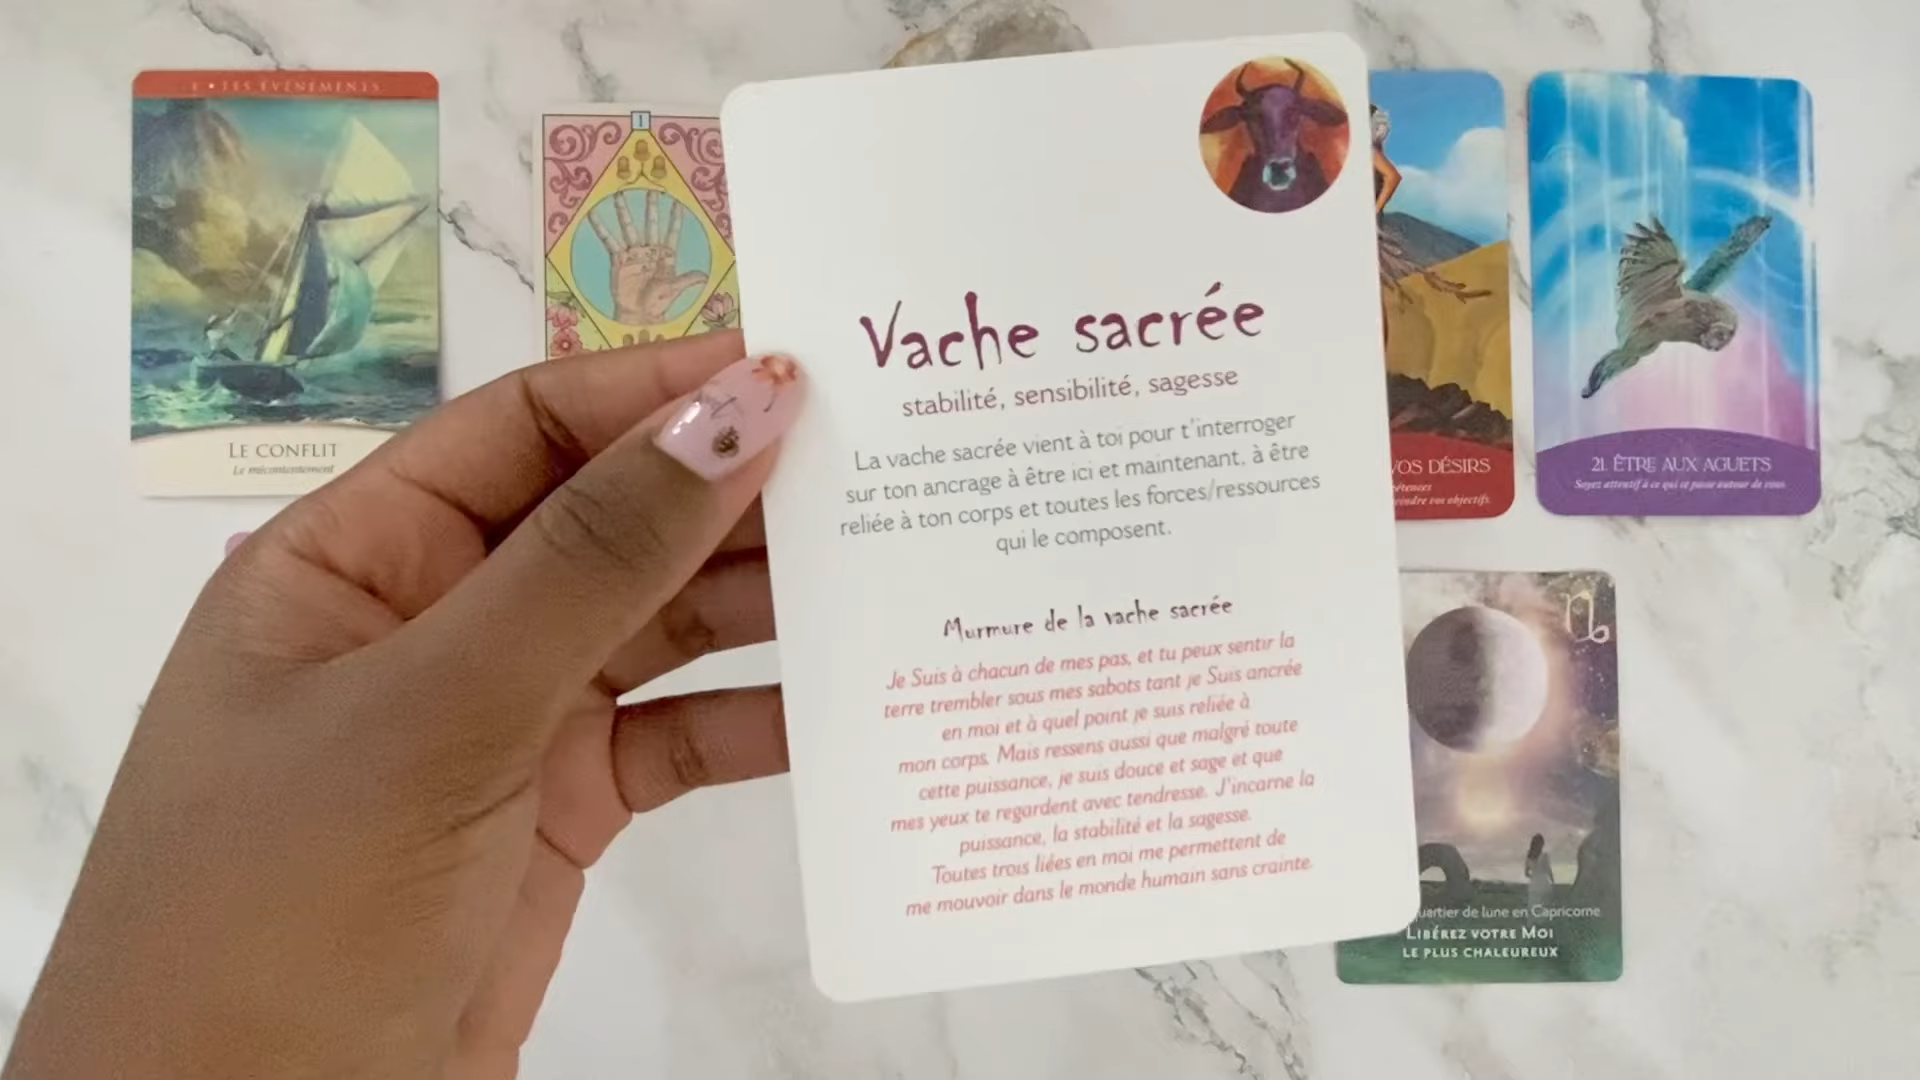 LES ÉVÉNEMENTS
LE CONFLIT
Le mécontentement
1
Vache sacrée
stabilité, sensibilité, sagesse
La vache sacrée vient à toi pour t'interroger
sur ton ancrage à être ici et maintenant, à être
reliée à ton corps et toutes les forces/ressources
qui le composent.
Murmure de la vache sacrée
Je Suis à chacun de mes pas, et tu peux sentir la
terre trembler sous mes sabots tant je Suis ancrée
en moi et à quel point je suis reliée à
mon corps. Mais ressens aussi que malgré toute
cette puissance, je suis douce et sage et que
mes yeux te regardent avec tendresse. J'incarne la
puissance, la stabilité et la sagesse.
Toutes trois liées en moi me permettent de
me mouvoir dans le monde humain sans crainte.
VOS DÉSIRS
vos objectifs.
21. ÊTRE AUX AGUETS
Soyez attentif à ce qui se passe autour de vous.
de lune en Capricorne
LIBÉREZ VOTRE MOI
LE PLUS CHALEUREUX